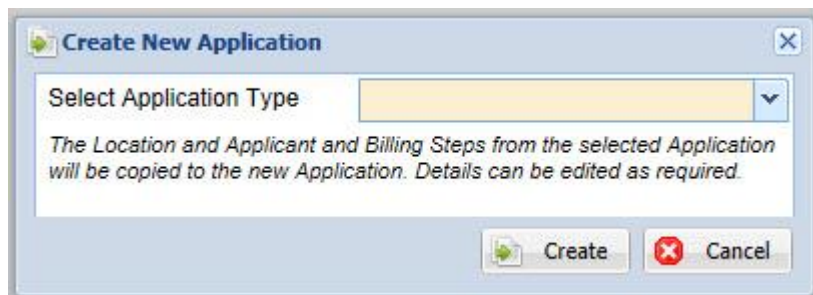 Create New Application
Select Application Type
The Location and Applicant and Billing Steps from the selected Application
will be copied to the new Application. Details can be edited as required.
Create Cancel